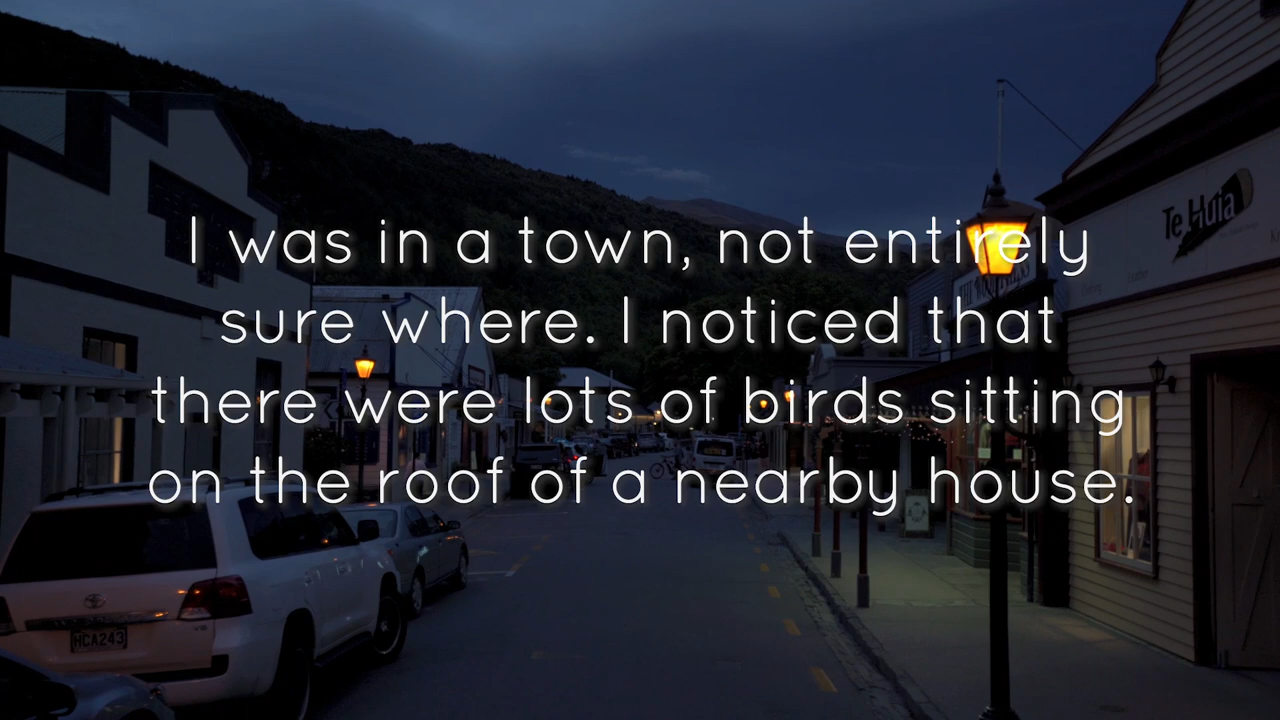 I was in a town, not entirely
sure where. I noticed that
there were lots of birds sitting
on the roof of a nearby house.
Te Huia
HCA243